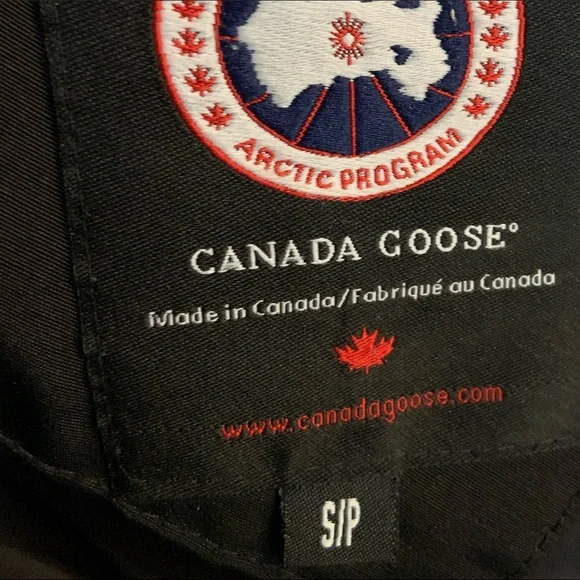 ARCTIC PROGRAM
CANADA GOOSE®
Made in Canada/Fabriqué au Canada
www.canadagoose.com
S/P